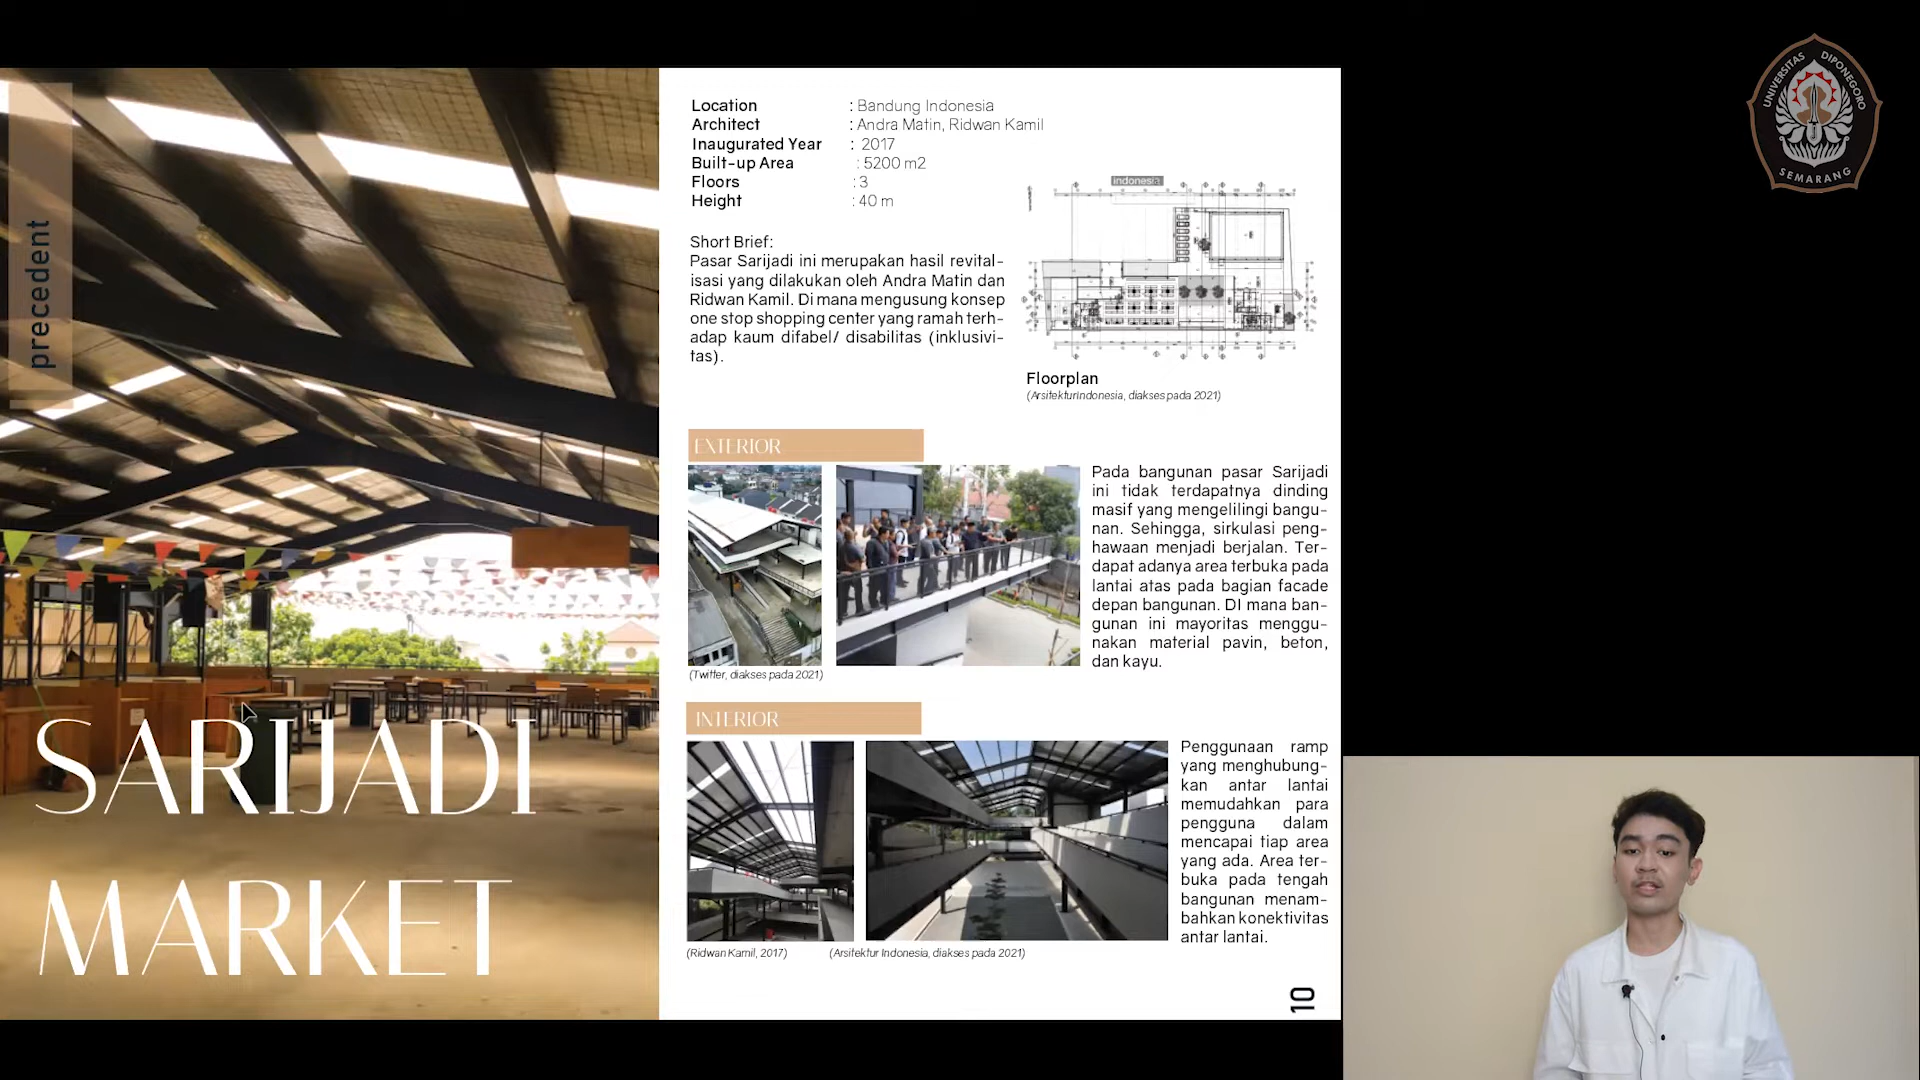 precedent
SARIJADI
MARKET
Location : Bandung Indonesia
Architect : Andra Matin, Ridwan Kamil
Inaugurated Year : 2017
Built-up Area : 5200 m2
Floors : 3
Height : 40 m
Short Brief:
Pasar Sarijadi ini merupakan hasil revital-
isasi yang dilakukan oleh Andra Matin dan
Ridwan Kamil. Di mana mengusung konsep
one stop shopping center yang ramah terh-
adap kaum difabel/ disabilitas (inklusivi-
tas).
indonesia
Floorplan
(ArsitekturIndonesia, diakses pada 2021)
EXTERIOR
(Twitter, diakses pada 2021)
Pada bangunan pasar Sarijadi
ini tidak terdapatnya dinding
masif yang mengelilingi bangu-
nan. Sehingga, sirkulasi peng-
hawaan menjadi berjalan. Ter-
dapat adanya area terbuka pada
lantai atas pada bagian facade
depan bangunan. DI mana ban-
gunan ini mayoritas menggu-
nakan material pavin, beton,
dan kayu.
INTERIOR
(Ridwan Kamil, 2017)
(Arsitektur Indonesia, diakses pada 2021)
Penggunaan ramp
yang menghubung-
kan antar lantai
memudahkan para
pengguna dalam
mencapai tiap area
yang ada. Area ter-
buka pada tengah
bangunan menam-
bahkan konektivitas
antar lantai.
10
UNIVERSITAS DIPONEGORO
SEMARANG